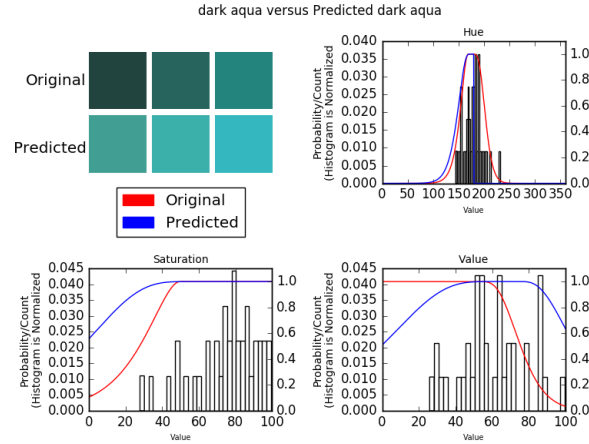 dark aqua versus Predicted dark aqua
Original
Predicted
Original
Predicted
Hue
Probability/Count
(Histogram is Normalized
0.040
0.035
0.030
0.025
0.020
0.015
0.010
0.005
0.000
1.0
0.8
0.6
0.4
0.2
0.0
0 50 100 150 200 250 300 350
Value
Saturation
Probability/Count
(Histogram is Normalized
0.045
0.040
0.035
0.030
0.025
0.020
0.015
0.010
0.005
0.000
1.0
0.8
0.6
0.4
0.2
0.0
0 20 40 60 80 100
Value
Value
Probability/Count
(Histogram is Normalized
0.045
0.040
0.035
0.030
0.025
0.020
0.015
0.010
0.005
0.000
1.0
0.8
0.6
0.4
0.2
0.0
0 20 40 60 80 100
Value